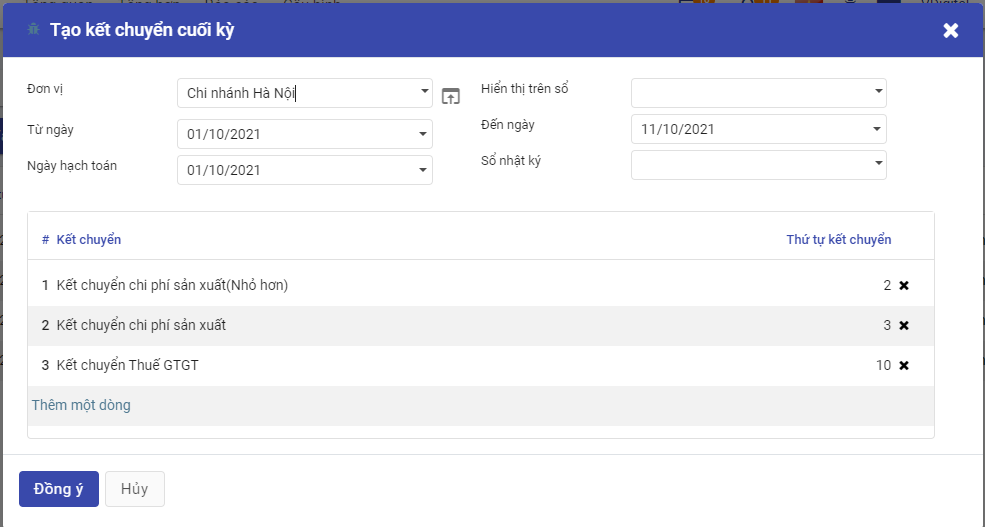 Tạo kết chuyển cuối kỳ
Đơn vị
Chi nhánh Hà Nội
Hiển thị trên sổ
Từ ngày
01/10/2021
Đến ngày
11/10/2021
Ngày hạch toán
01/10/2021
Sổ nhật ký
# Kết chuyển Thứ tự kết chuyển
1 Kết chuyển chi phí sản xuất(Nhỏ hơn) 2
2 Kết chuyển chi phí sản xuất 3
3 Kết chuyển Thuế GTGT 10
Thêm một dòng
Đồng ý
Hủy